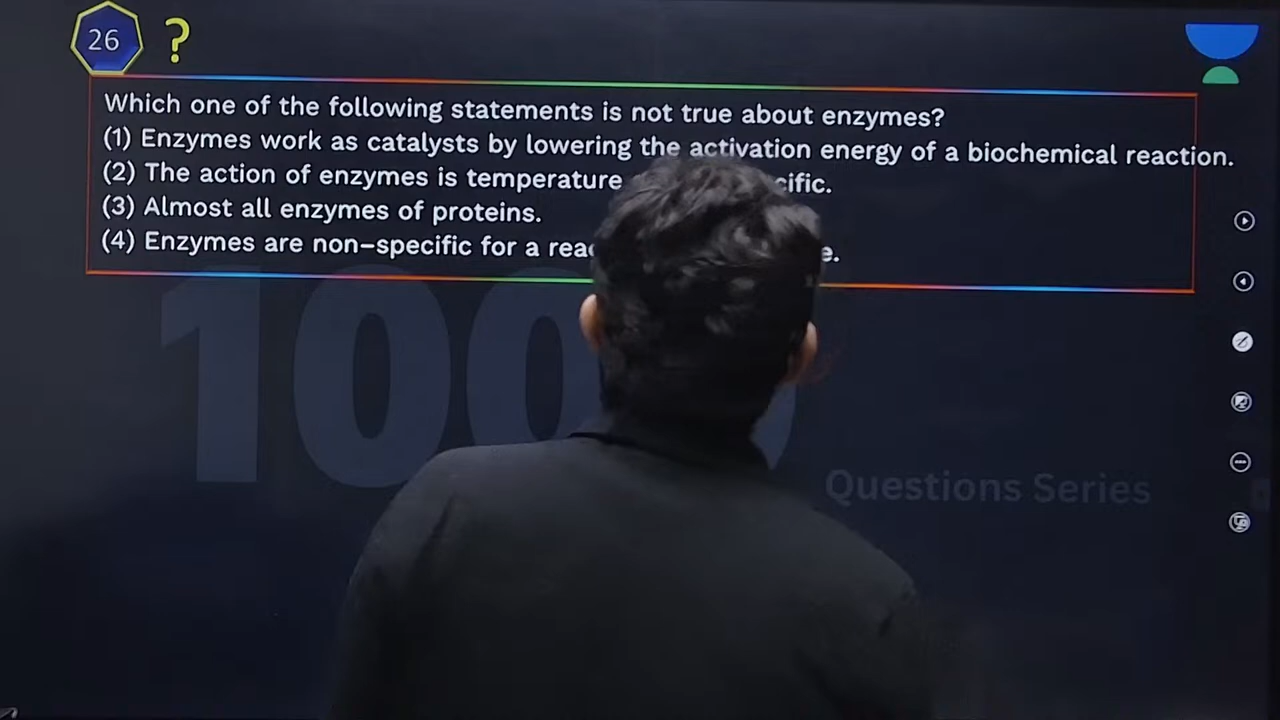 26 ?
Which one of the following statements is not true about enzymes?
(1) Enzymes work as catalysts by lowering the activation energy of a biochemical reaction.
(2) The action of enzymes is temperature
(3) Almost all enzymes of proteins.
(4) Enzymes are non-specific for a
100
Questions Series